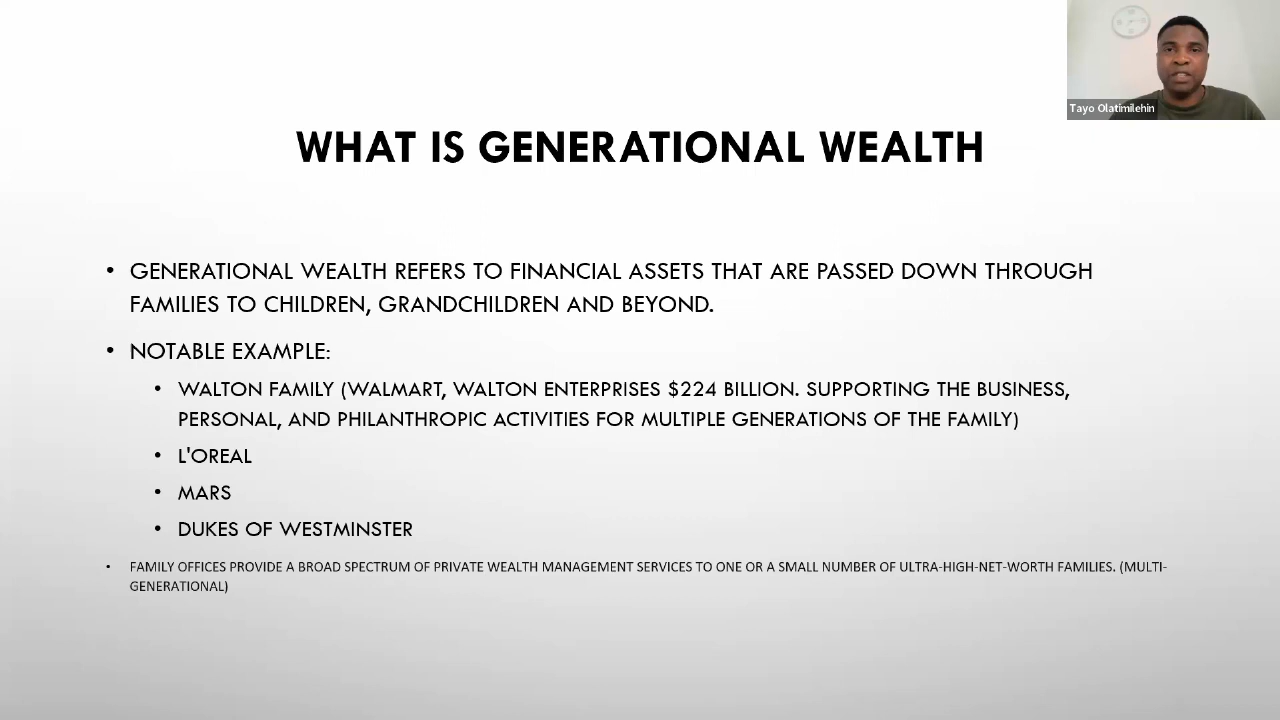 Tayo Olatimilehin
WHAT IS GENERATIONAL WEALTH
• GENERATIONAL WEALTH REFERS TO FINANCIAL ASSETS THAT ARE PASSED DOWN THROUGH
FAMILIES TO CHILDREN, GRANDCHILDREN AND BEYOND.
• NOTABLE EXAMPLE:
• WALTON FAMILY (WALMART, WALTON ENTERPRISES $224 BILLION. SUPPORTING THE BUSINESS,
PERSONAL, AND PHILANTHROPIC ACTIVITIES FOR MULTIPLE GENERATIONS OF THE FAMILY)
• L'OREAL
• MARS
• DUKES OF WESTMINSTER
• FAMILY OFFICES PROVIDE A BROAD SPECTRUM OF PRIVATE WEALTH MANAGEMENT SERVICES TO ONE OR A SMALL NUMBER OF ULTRA-HIGH-NET-WORTH FAMILIES. (MULTI-
GENERATIONAL)